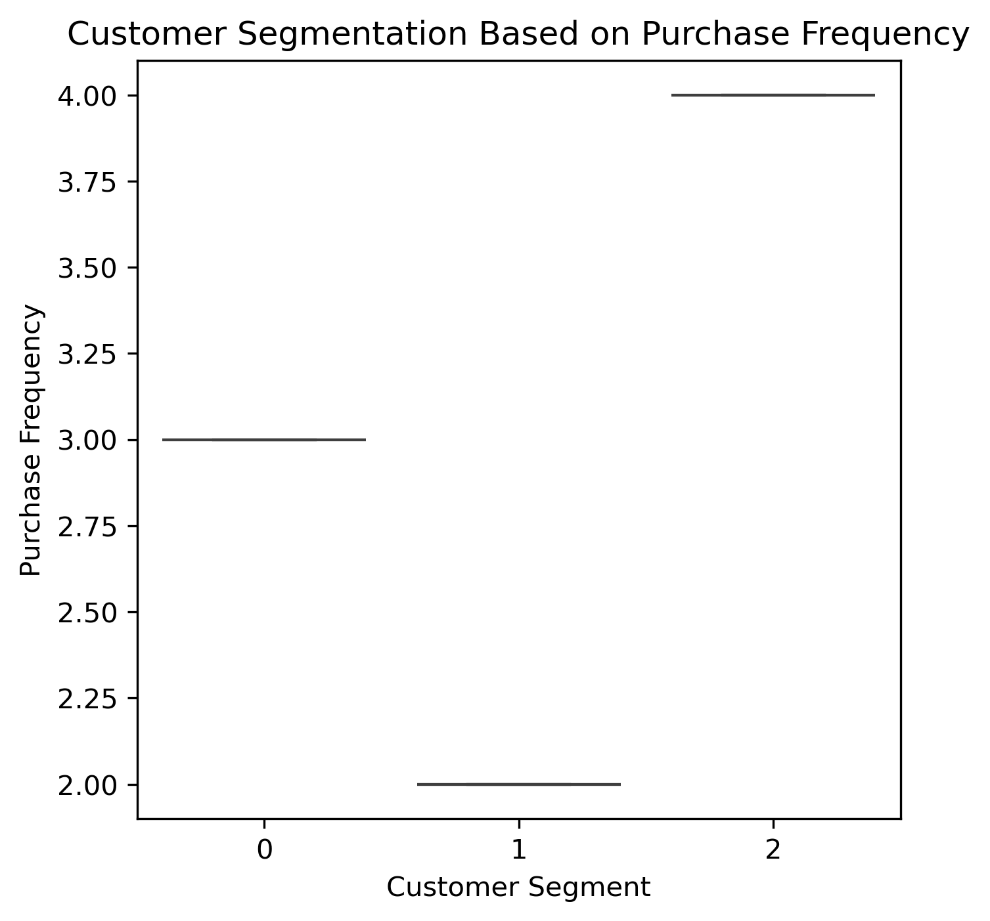 Customer Segmentation Based on Purchase Frequency
4.00
3.75
3.50
3.25
3.00
2.75
2.50
2.25
2.00
Purchase Frequency
0 1 2
Customer Segment